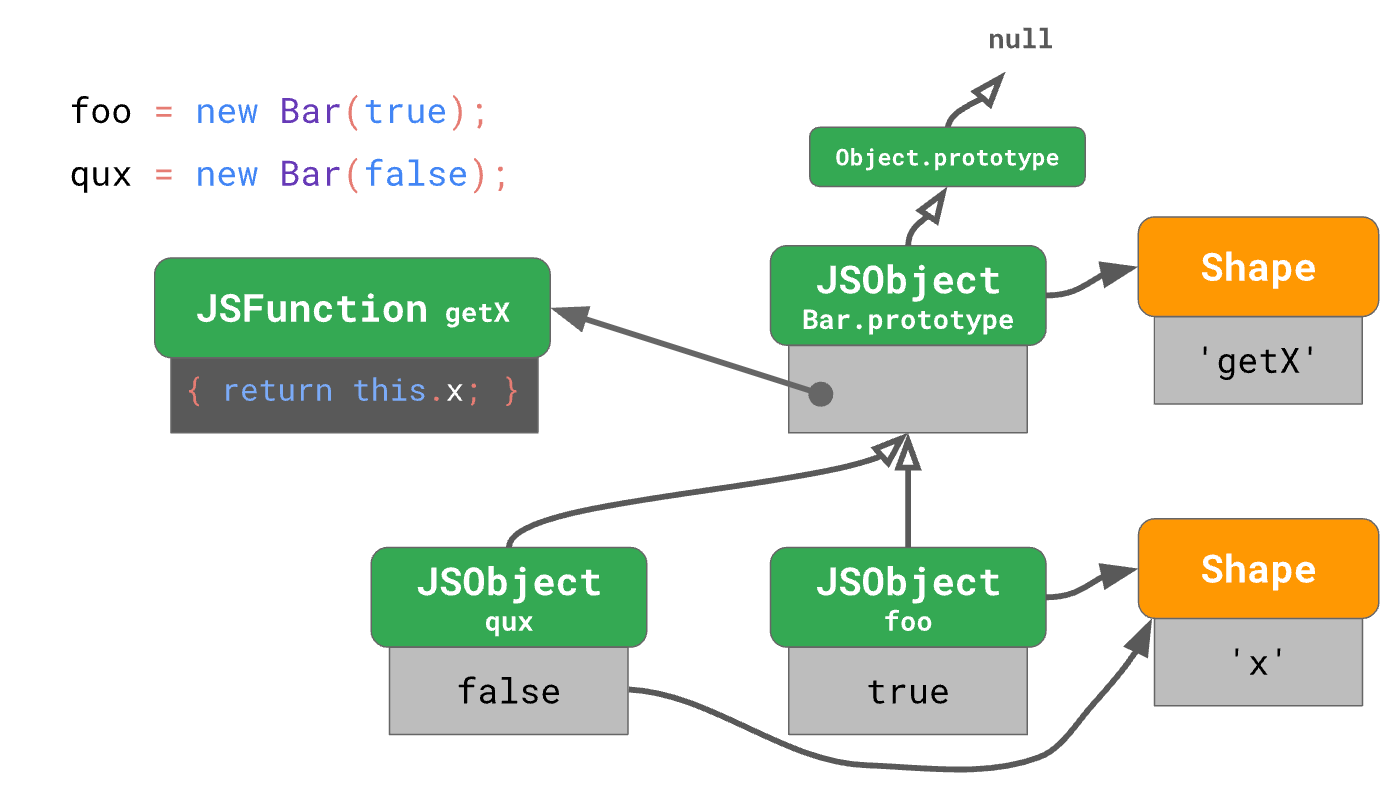 null
foo = new Bar(true);
qux = new Bar(false);
Object.prototype
JSFunction getX
{ return this.x; }
JSObject
Bar.prototype
Shape
'getX'
JSObject
qux
false
JSObject
foo
true
Shape
'x'